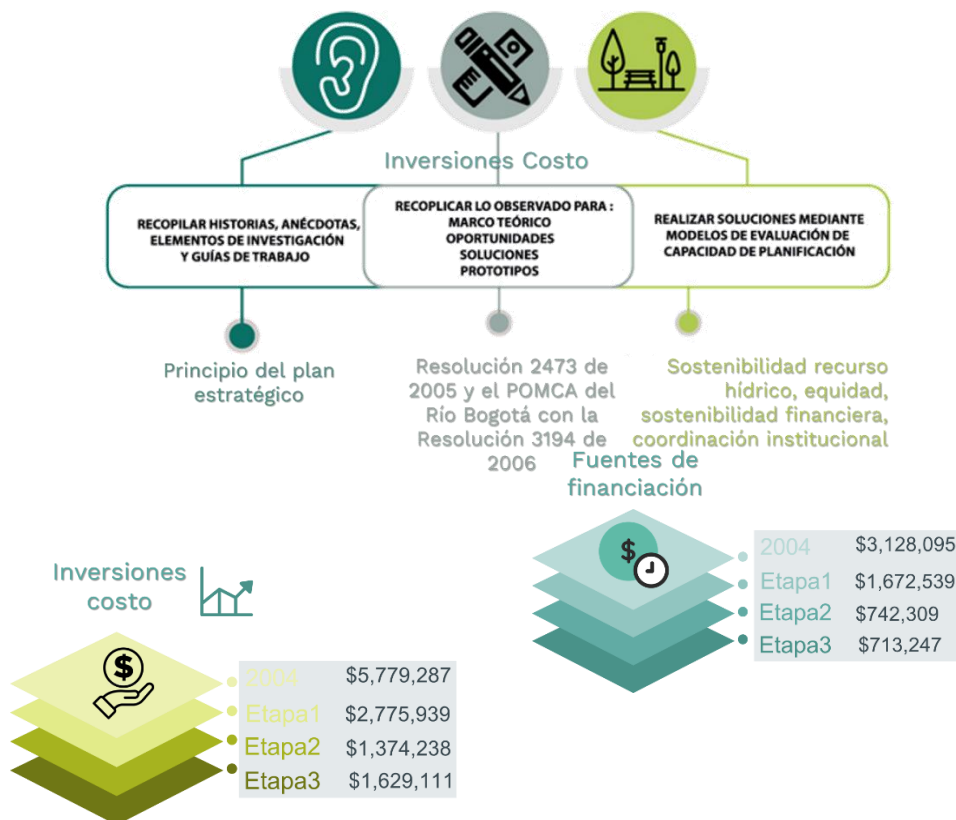 Inversiones Costo
RECOPILAR HISTORIAS, ANÉCDOTAS,
ELEMENTOS DE INVESTIGACIÓN
Y GUÍAS DE TRABAJO
RECOPLICAR LO OBSERVADO PARA :
MARCO TEÓRICO
OPORTUNIDADES
SOLUCIONES
PROTOTIPOS
REALIZAR SOLUCIONES MEDIANTE
MODELOS DE EVALUACIÓN DE
CAPACIDAD DE PLANIFICACIÓN
Principio del plan
estratégico
Resolución 2473 de
2005 y el POMCA del
Río Bogotá con la
Resolución 3194 de
2006
Sostenibilidad recurso
hídrico, equidad,
sostenibilidad financiera,
coordinación institucional
Fuentes de
financiación
$
2004 $3,128,095
Etapa1 $1,672,539
Etapa2 $742,309
Etapa3 $713,247
Inversiones
costo
$
2004 $5,779,287
Etapa1 $2,775,939
Etapa2 $1,374,238
Etapa3 $1,629,111